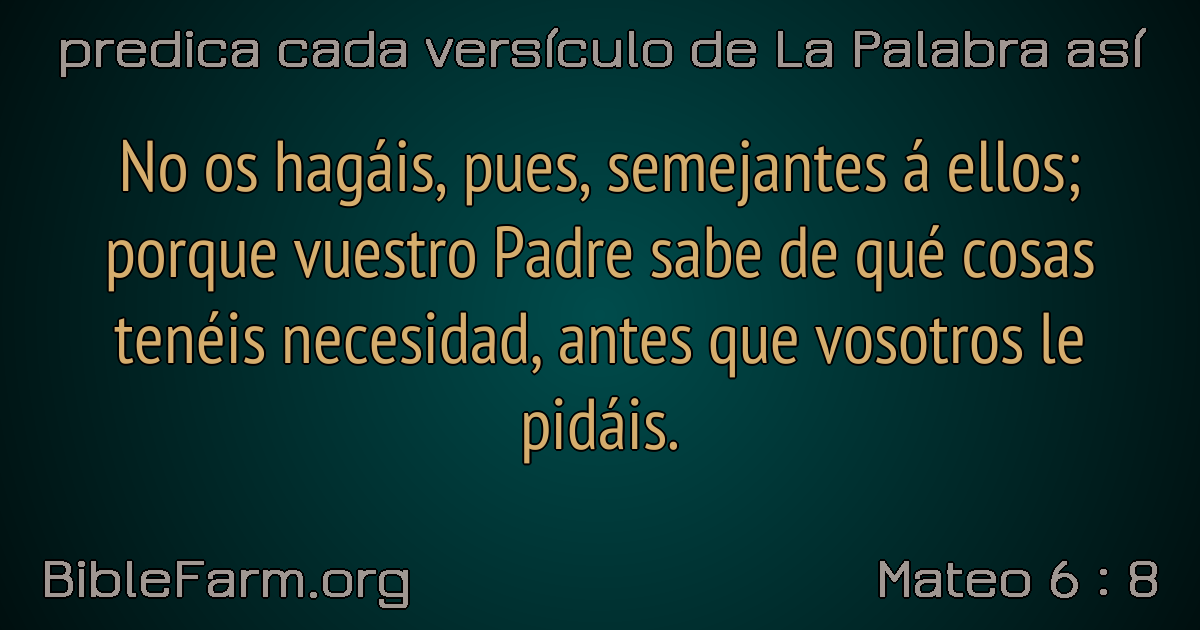 predica cada versículo de La Palabra así
No os hagáis, pues, semejantes á ellos;
porque vuestro Padre sabe de qué cosas
tenéis necesidad, antes que vosotros le
pidáis.
BibleFarm.org
Mateo 6 : 8